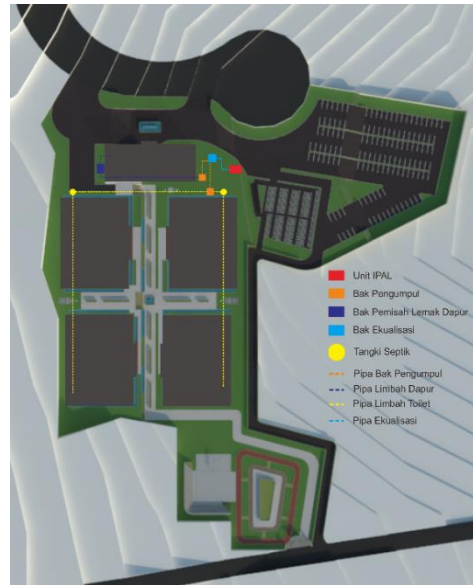 Unit IPAL
Bak Pengumpul
Bak Pemisah Lemak Dapur
Bak Ekualisasi
Tangki Septik
Pipa Bak Pengumpul
Pipa Limbah Dapur
Pipa Limbah Toilet
Pipa Ekualisasi